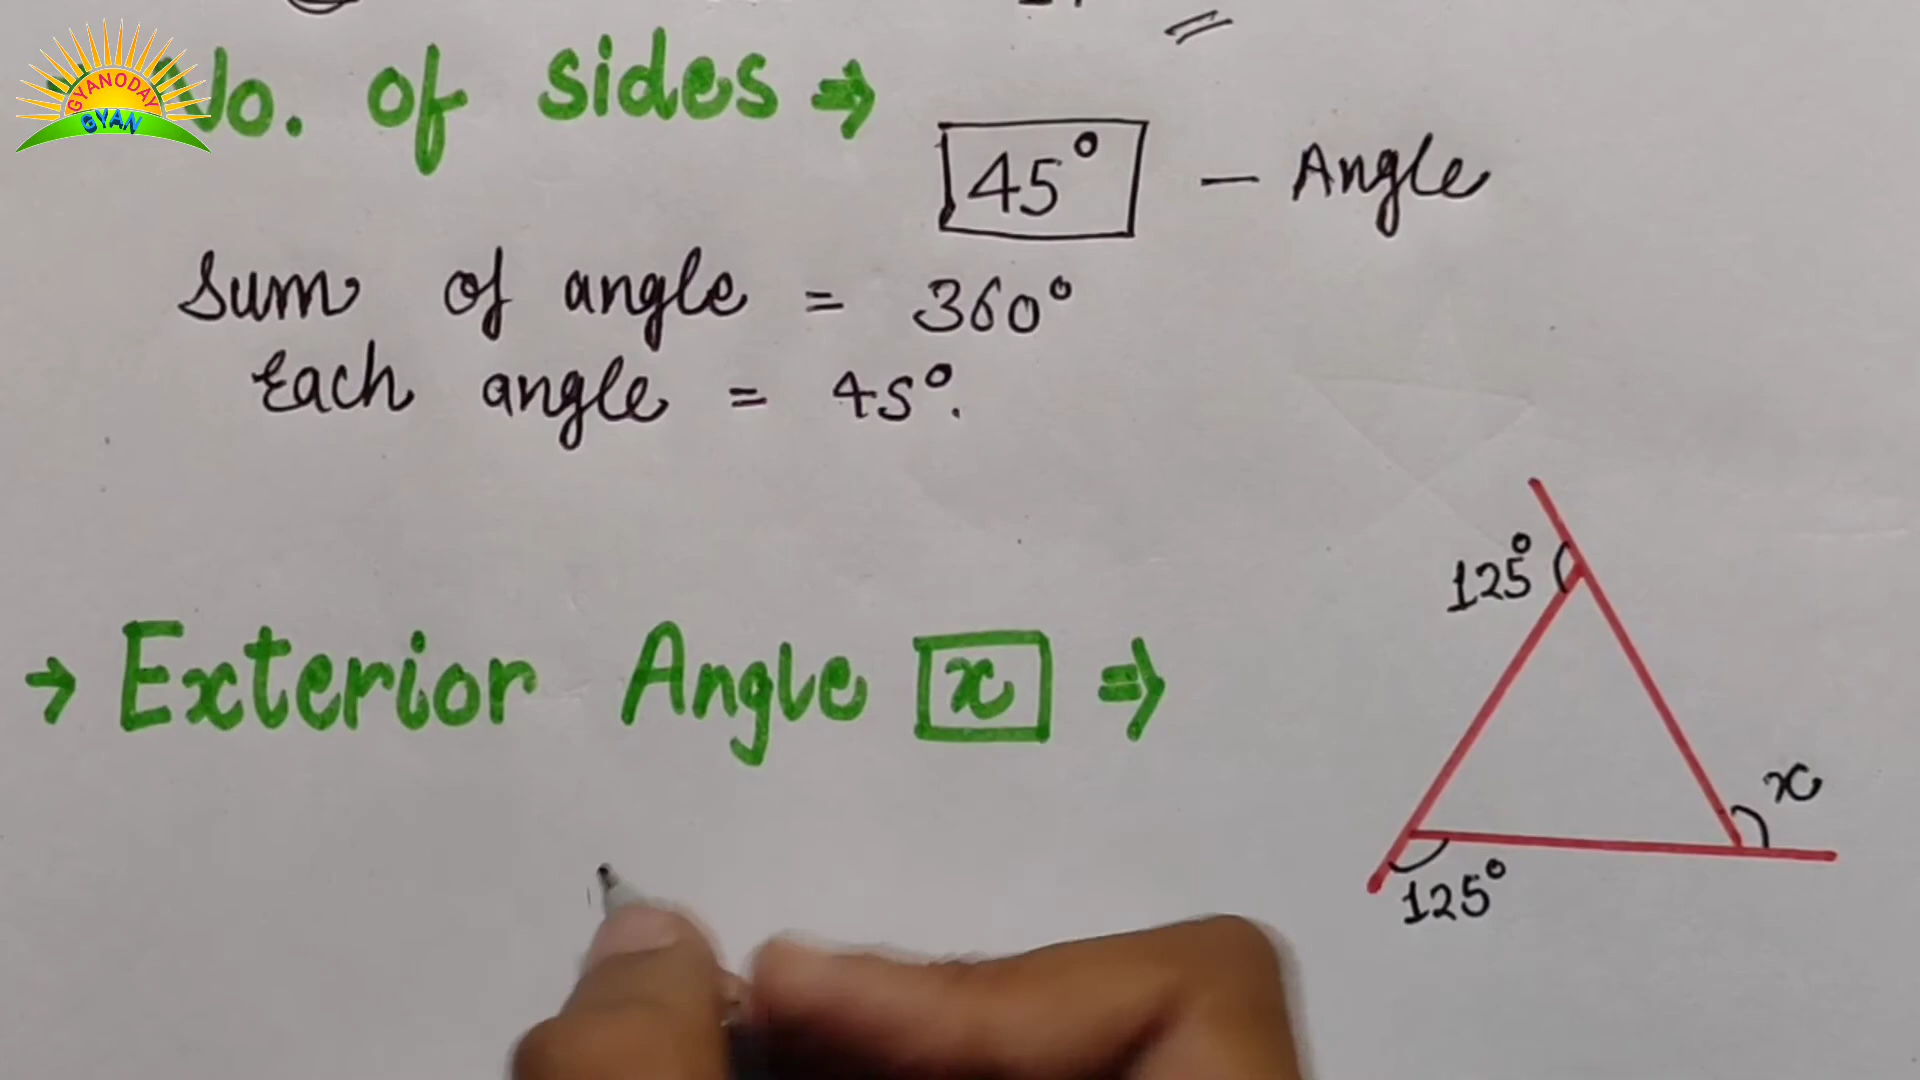 GYANODAY
GYAN
No. of sides ⇒
45° — Angle
Sum of angle = 360°
Each angle = 45°.
→ Exterior Angle x ⇒
125°
x
125°